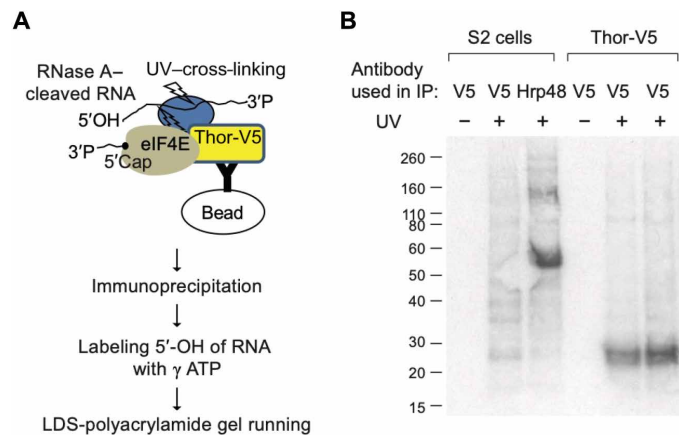 A
RNase A–
cleaved RNA
UV–cross-linking
3′P
5′OH
3′P
5′Cap
eIF4E
Thor-V5
Bead
Immunoprecipitation
Labeling 5′-OH of RNA
with γ ATP
LDS-polyacrylamide gel running
B
S2 cells Thor-V5
Antibody
used in IP: V5 V5 Hrp48 V5 V5 V5
UV – + + – + +
260
160
110
80
60
50
40
30
20
15